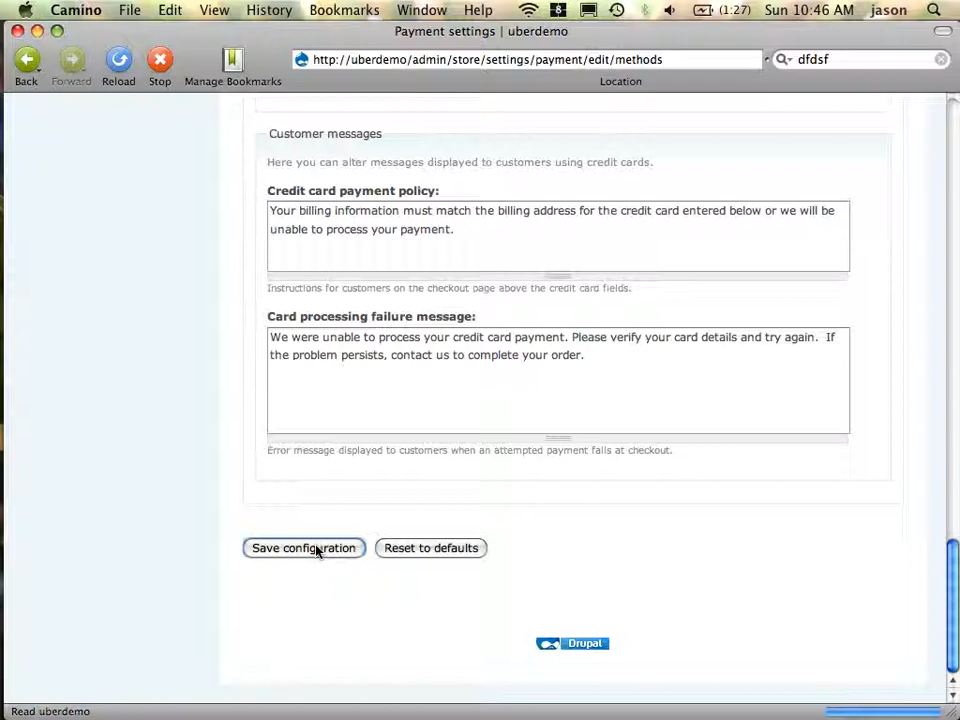 Camino File Edit View History Bookmarks Window Help 8 (1:27) Sun 10:46 AM jason
Payment settings | uberdemo
http://uberdemo/admin/store/settings/payment/edit/methods dfdsf
Back Forward Reload Stop Manage Bookmarks Location
Customer messages
Here you can alter messages displayed to customers using credit cards.
Credit card payment policy:
Your billing information must match the billing address for the credit card entered below or we will be
unable to process your payment.
Instructions for customers on the checkout page above the credit card fields.
Card processing failure message:
We were unable to process your credit card payment. Please verify your card details and try again. If
the problem persists, contact us to complete your order.
Error message displayed to customers when an attempted payment fails at checkout.
Save configuration Reset to defaults
Drupal
Read uberdemo